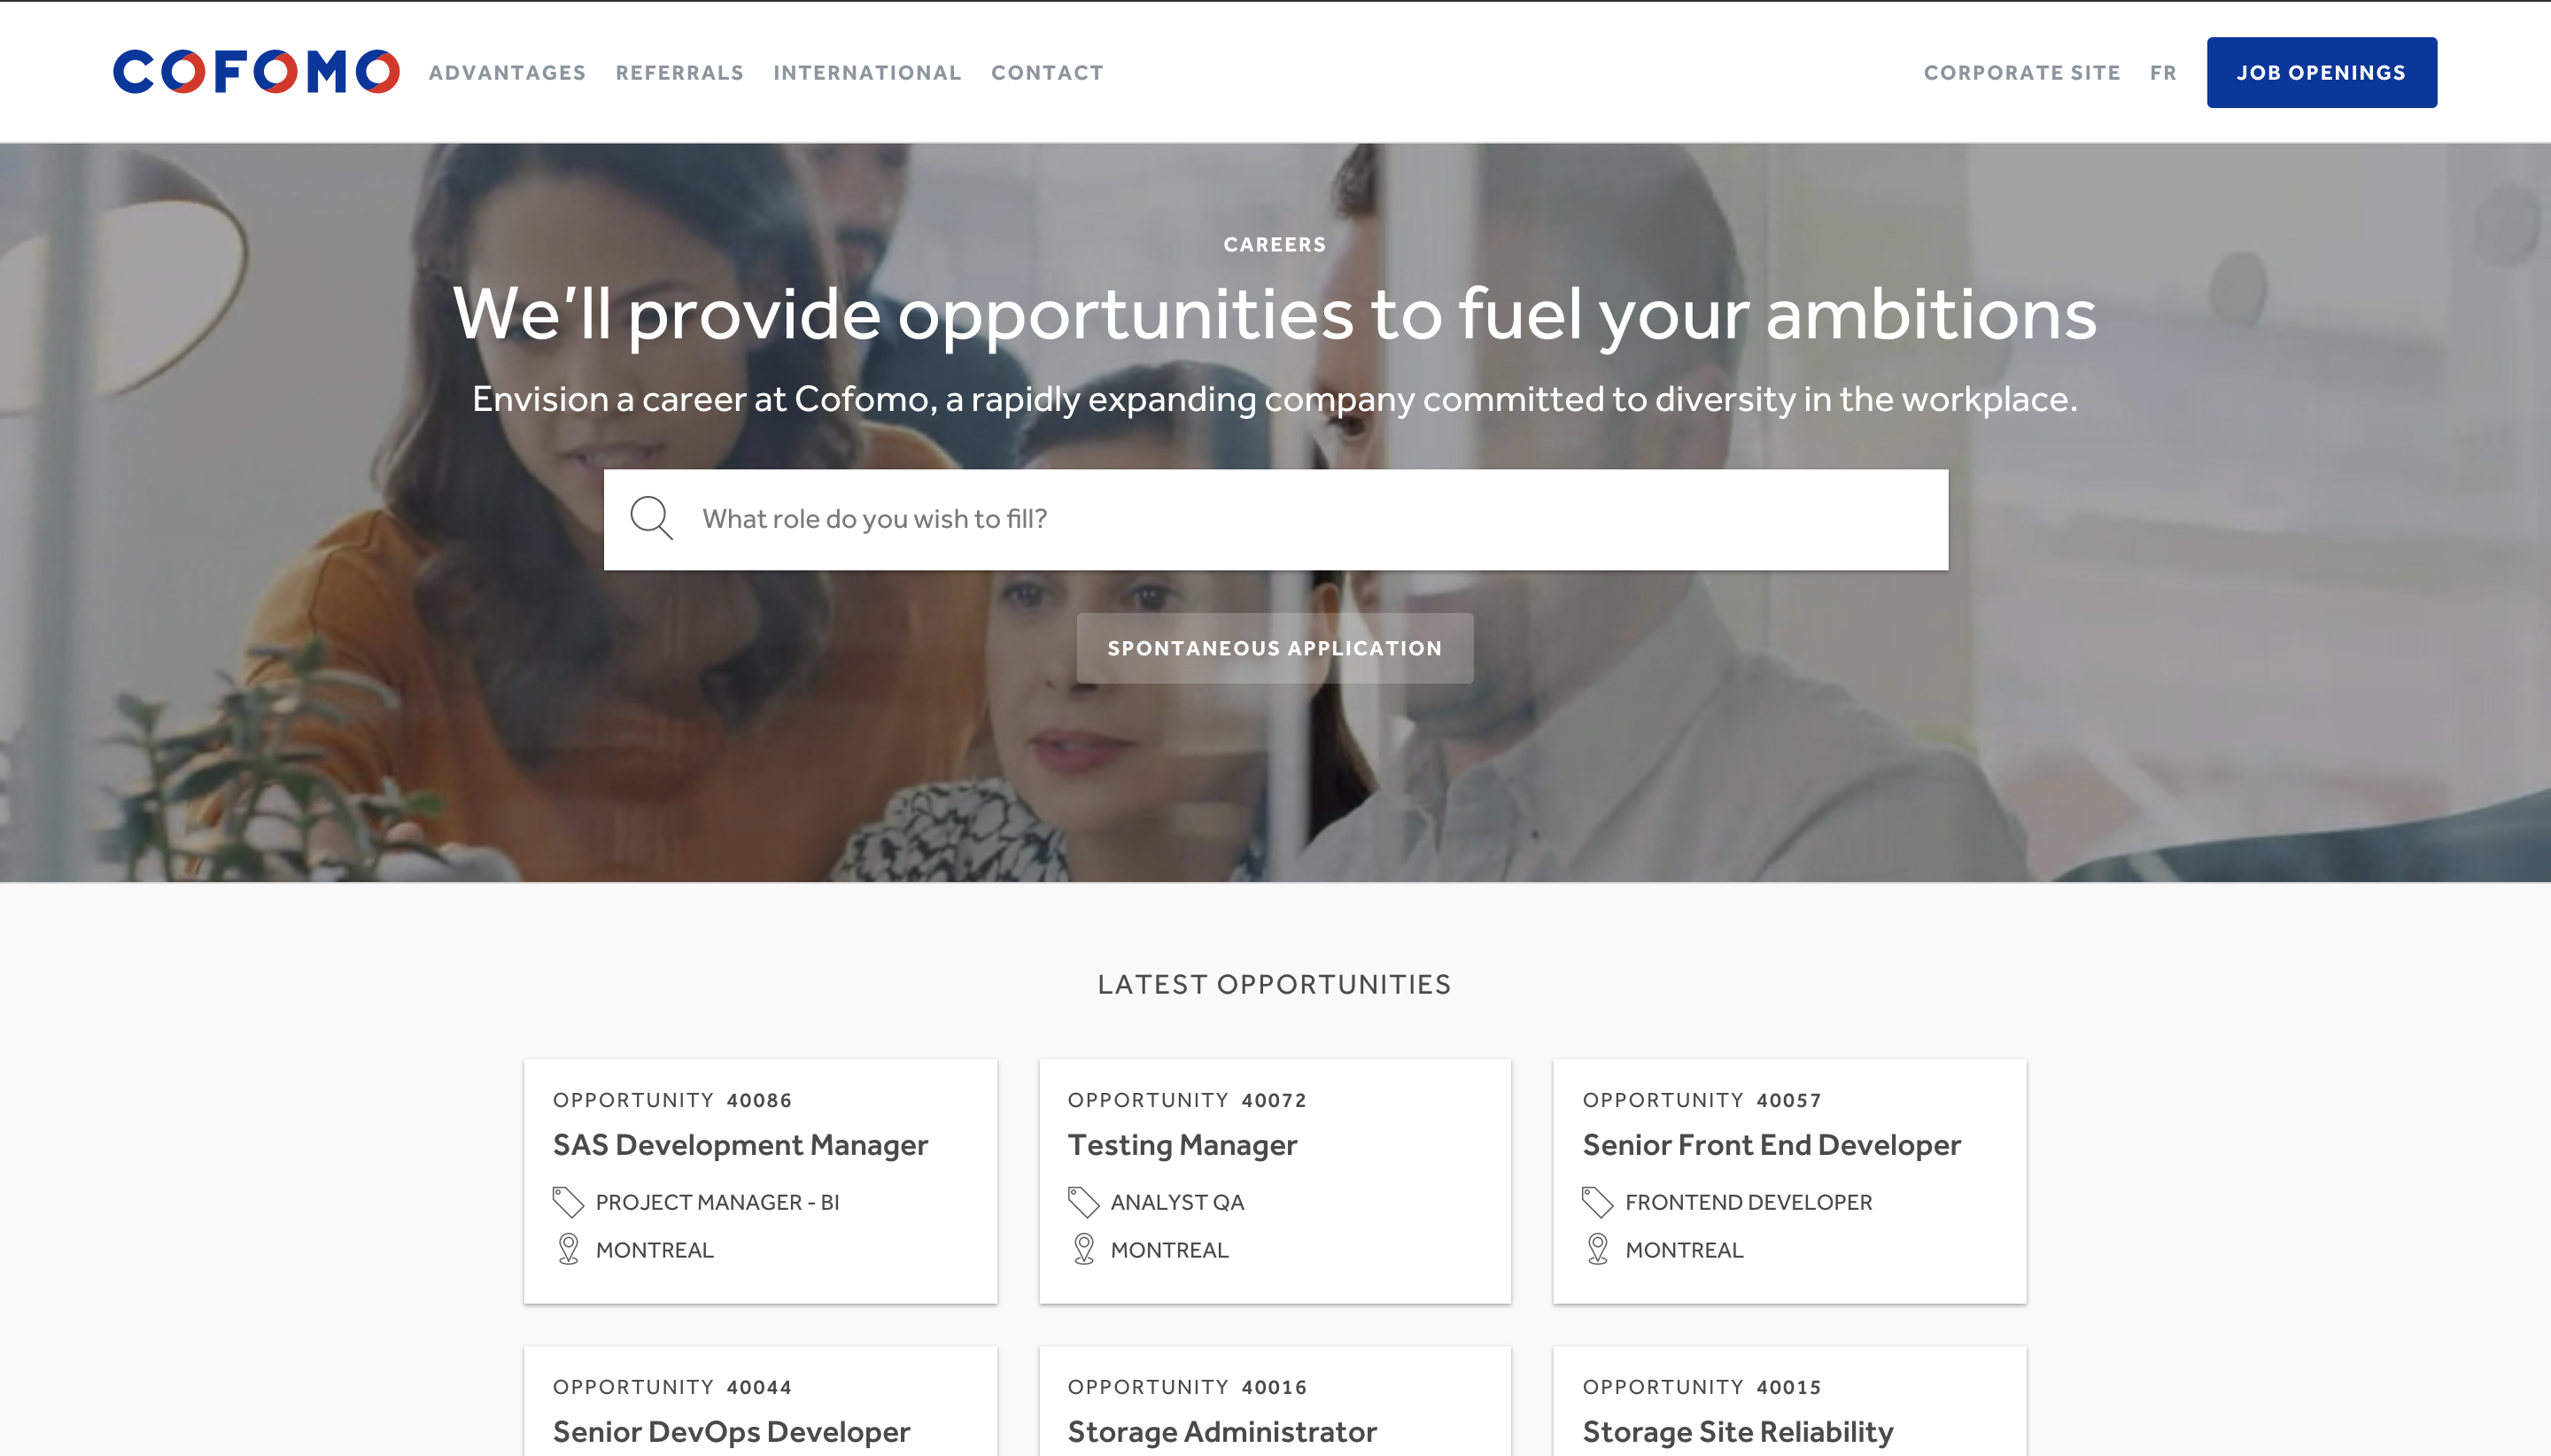 COFOMO ADVANTAGES REFERRALS INTERNATIONAL CONTACT CORPORATE SITE FR JOB OPENINGS
CAREERS
We'll provide opportunities to fuel your ambitions
Envision a career at Cofomo, a rapidly expanding company committed to diversity in the workplace.
What role do you wish to fill?
SPONTANEOUS APPLICATION
LATEST OPPORTUNITIES
OPPORTUNITY 40086
SAS Development Manager
PROJECT MANAGER - BI
MONTREAL
OPPORTUNITY 40072
Testing Manager
ANALYST QA
MONTREAL
OPPORTUNITY 40057
Senior Front End Developer
FRONTEND DEVELOPER
MONTREAL
OPPORTUNITY 40044
Senior DevOps Developer
OPPORTUNITY 40016
Storage Administrator
OPPORTUNITY 40015
Storage Site Reliability